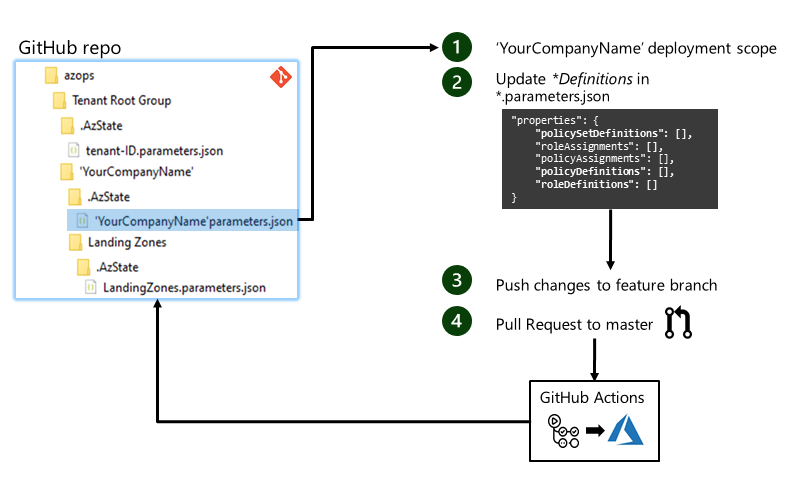 GitHub repo
azops
Tenant Root Group
.AzState
tenant-ID.parameters.json
'YourCompanyName'
.AzState
'YourCompanyName'parameters.json
Landing Zones
.AzState
LandingZones.parameters.json
1 ‘YourCompanyName’ deployment scope
2 Update *Definitions in
*.parameters.json
"properties": {
"policySetDefinitions": [],
"roleAssignments": [],
"policyAssignments": [],
"policyDefinitions": [],
"roleDefinitions": []
}
3 Push changes to feature branch
4 Pull Request to master
GitHub Actions